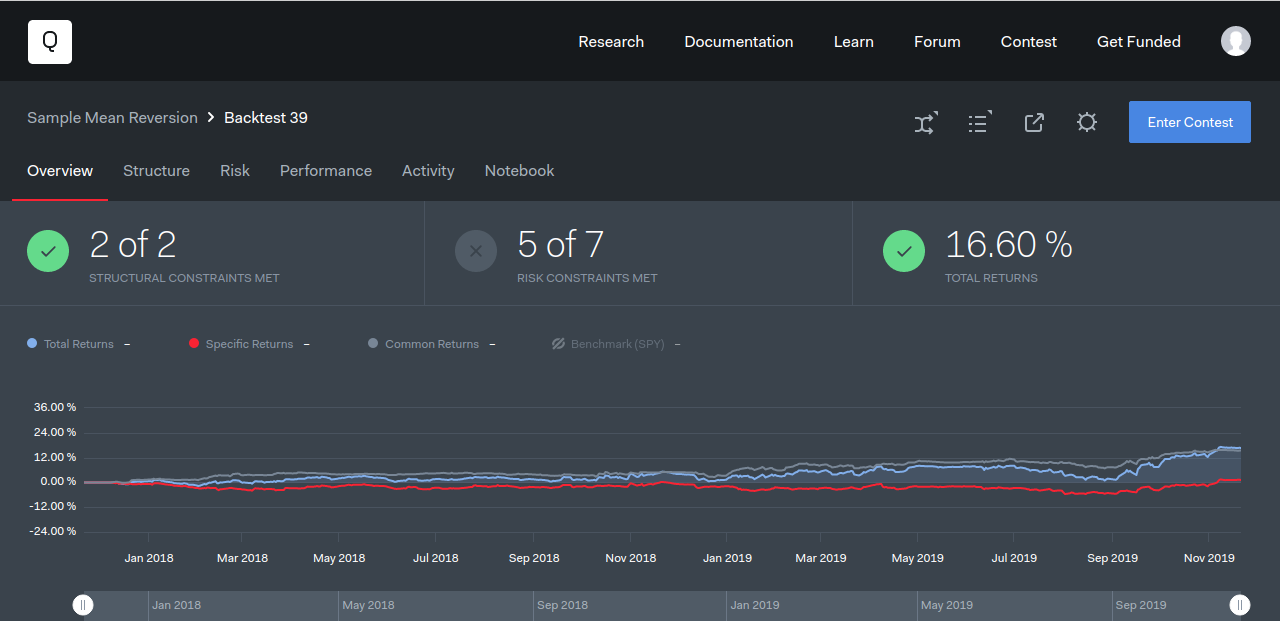 Q
Research Documentation Learn Forum Contest Get Funded
Sample Mean Reversion > Backtest 39
Enter Contest
Overview Structure Risk Performance Activity Notebook
2 of 2
STRUCTURAL CONSTRAINTS MET
5 of 7
RISK CONSTRAINTS MET
16.60 %
TOTAL RETURNS
Total Returns – Specific Returns – Common Returns – Benchmark (SPY) –
36.00 %
24.00 %
12.00 %
0.00 %
-12.00 %
-24.00 %
Jan 2018 Mar 2018 May 2018 Jul 2018 Sep 2018 Nov 2018 Jan 2019 Mar 2019 May 2019 Jul 2019 Sep 2019 Nov 2019
Jan 2018 May 2018 Sep 2018 Jan 2019 May 2019 Sep 2019